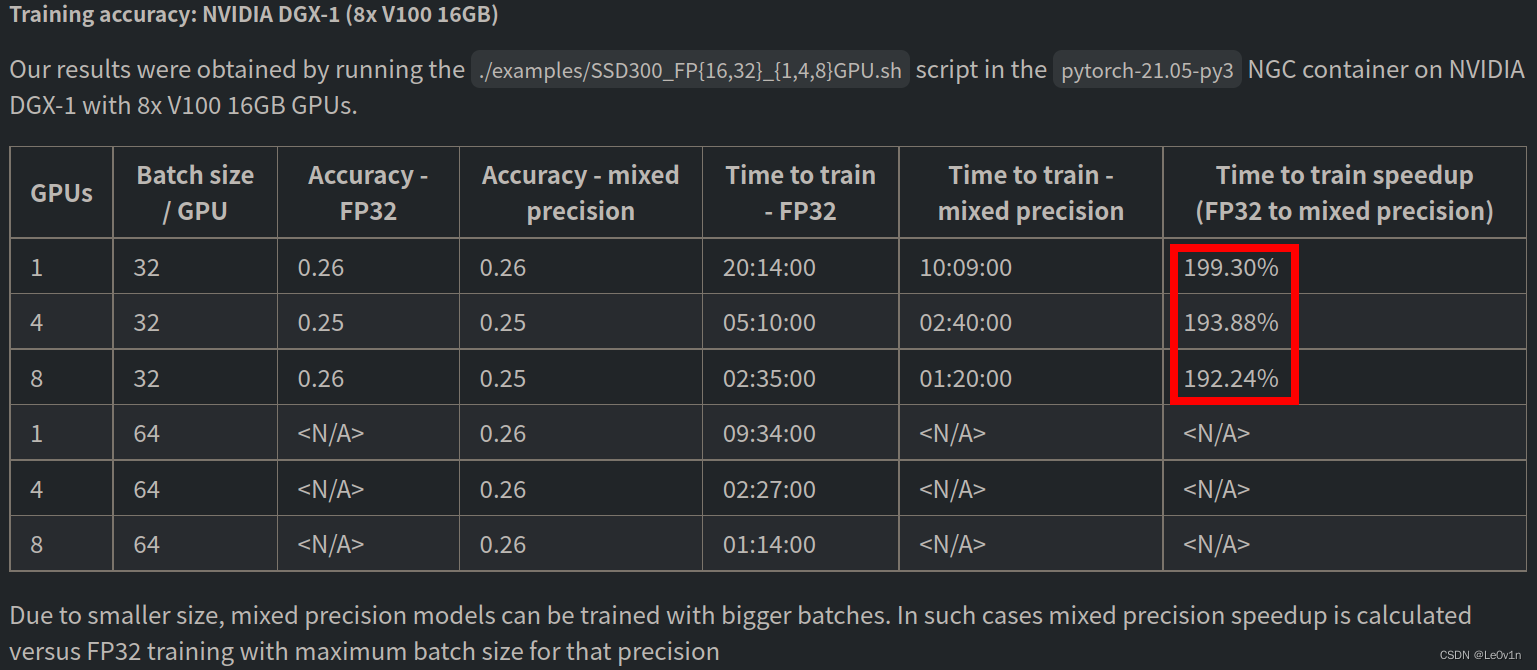 Training accuracy: NVIDIA DGX-1 (8x V100 16GB)
Our results were obtained by running the ./examples/SSD300_FP{16,32}_{1,4,8}GPU.sh script in the pytorch-21.05-py3 NGC container on NVIDIA
DGX-1 with 8x V100 16GB GPUs.
GPUs Batch size / GPU Accuracy - FP32 Accuracy - mixed precision Time to train - FP32 Time to train - mixed precision Time to train speedup (FP32 to mixed precision)
1 32 0.26 0.26 20:14:00 10:09:00 199.30%
4 32 0.25 0.25 05:10:00 02:40:00 193.88%
8 32 0.26 0.25 02:35:00 01:20:00 192.24%
1 64 <N/A> 0.26 09:34:00 <N/A> <N/A>
4 64 <N/A> 0.26 02:27:00 <N/A> <N/A>
8 64 <N/A> 0.26 01:14:00 <N/A> <N/A>
Due to smaller size, mixed precision models can be trained with bigger batches. In such cases mixed precision speedup is calculated
versus FP32 training with maximum batch size for that precision
CSDN @Le0v1n